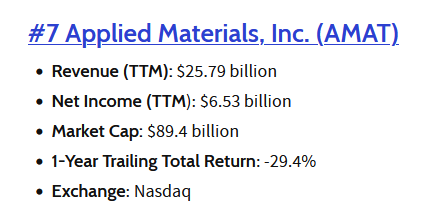 #7 Applied Materials, Inc. (AMAT)
• Revenue (TTM): $25.79 billion
• Net Income (TTM): $6.53 billion
• Market Cap: $89.4 billion
• 1-Year Trailing Total Return: -29.4%
• Exchange: Nasdaq